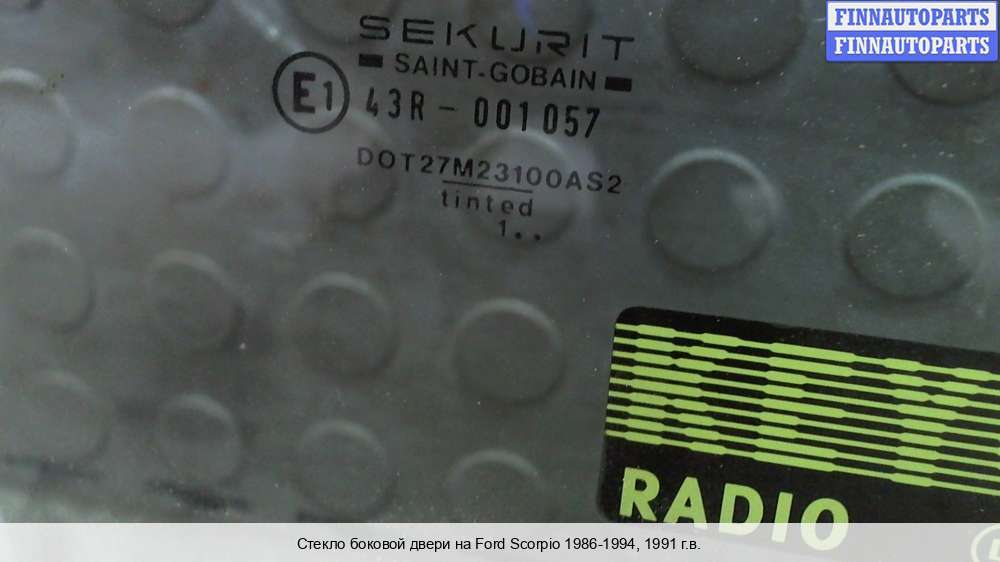 FINNAUTOPARTS
FINNAUTOPARTS
SEKURIT
SAINT-GOBAIN
E1 43R - 001057
DOT27M23100AS2
tinted
1..
RADIO
Стекло боковой двери на Ford Scorpio 1986-1994, 1991 г.в.